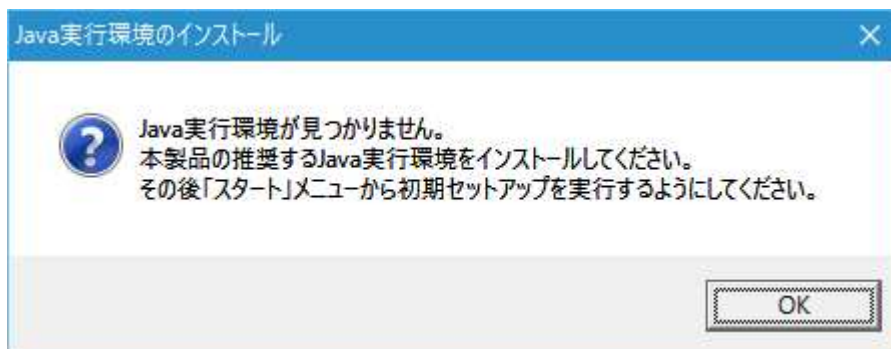 Java実行環境のインストール
Java実行環境が見つかりません。
本製品の推奨するJava実行環境をインストールしてください。
その後「スタート」メニューから初期セットアップを実行するようにしてください。
OK